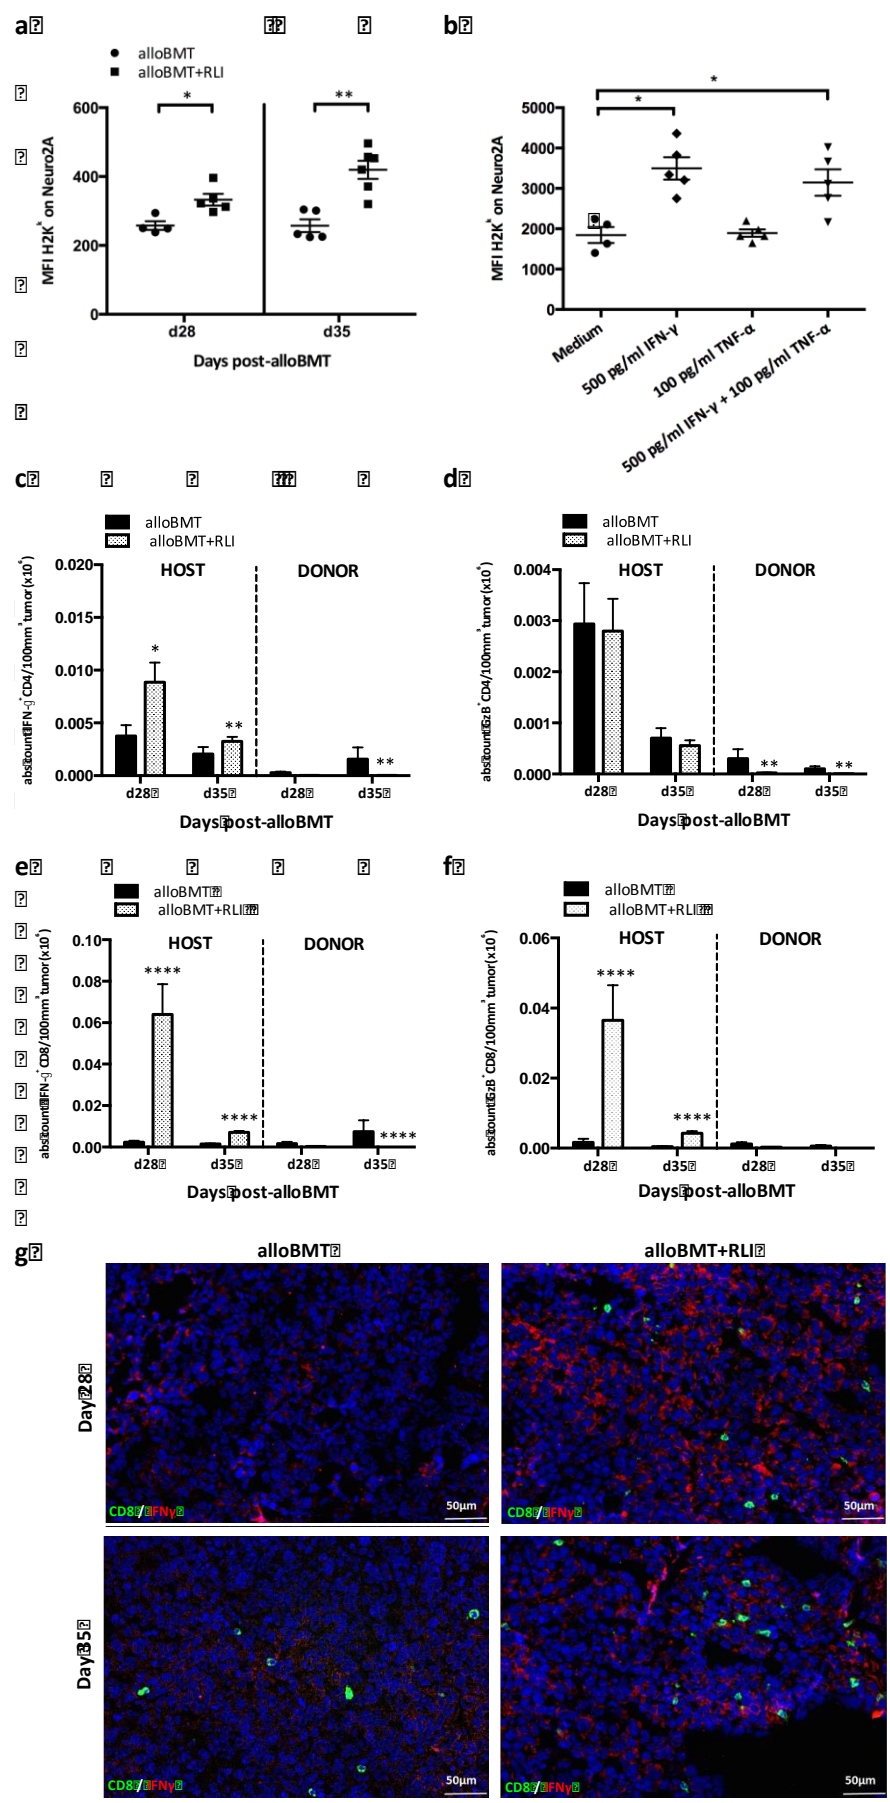 a b
alloBMT
alloBMT+RLI
* **
600
400
200
0
MFI H2Kᵏ on Neuro2A
d28 d35
Days post-alloBMT
*
*
5000
4000
3000
2000
1000
0
MFI H2Kᵏ on Neuro2A
Medium
500 pg/ml IFN-γ
100 pg/ml TNF-α
500 pg/ml IFN-γ + 100 pg/ml TNF-α
c d
alloBMT
alloBMT+RLI
HOST DONOR
0.020
0.015
0.010
0.005
0.000
* ** **
d28 d35 d28 d35
Days post-alloBMT
alloBMT
alloBMT+RLI
HOST DONOR
0.004
0.003
0.002
0.001
0.000
** **
d28 d35 d28 d35
Days post-alloBMT
e f
alloBMT
alloBMT+RLI
HOST DONOR
0.10
0.08
0.06
0.04
0.02
0.00
**** **** ****
d28 d35 d28 d35
Days post-alloBMT
alloBMT
alloBMT+RLI
HOST DONOR
0.06
0.04
0.02
0.00
**** ****
d28 d35 d28 d35
Days post-alloBMT
g
alloBMT alloBMT+RLI
Day 28
CD8 / IFNγ 50µm
CD8 / IFNγ 50µm
Day 35
CD8 / IFNγ 50µm
CD8 / IFNγ 50µm